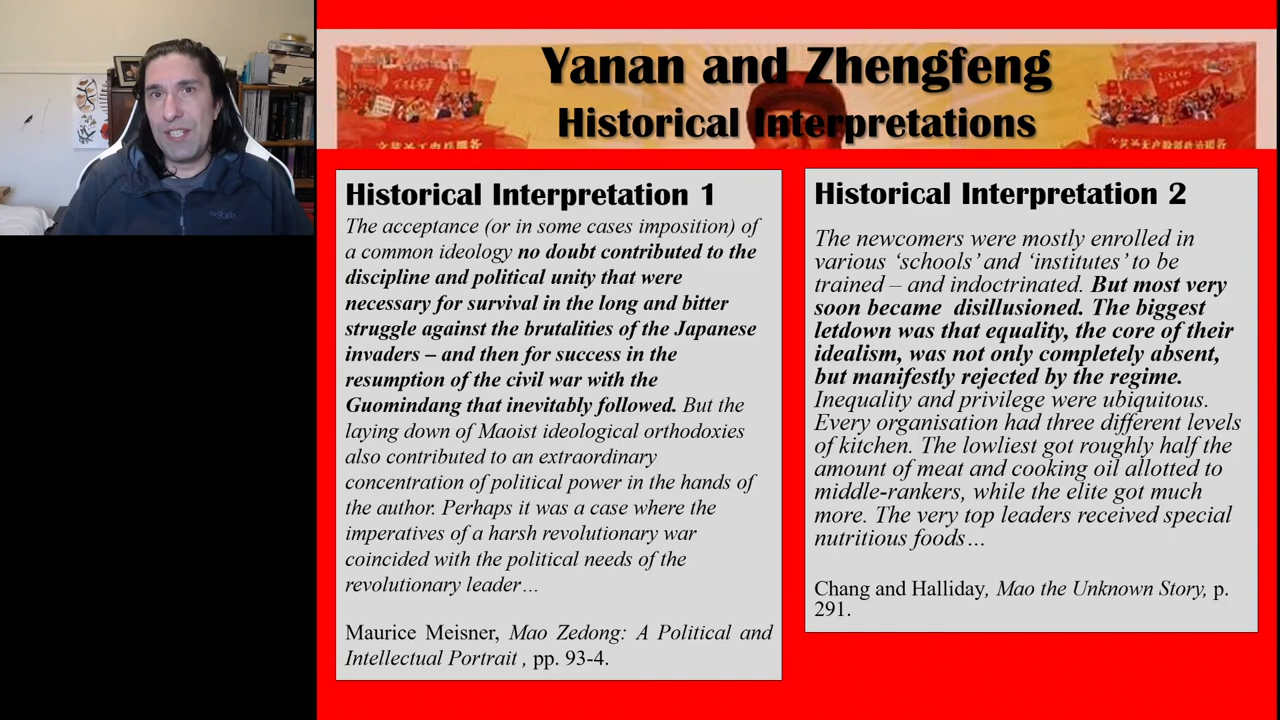 Yanan and Zhengfeng
Historical Interpretations
Historical Interpretation 1
The acceptance (or in some cases imposition) of
a common ideology no doubt contributed to the
discipline and political unity that were
necessary for survival in the long and bitter
struggle against the brutalities of the Japanese
invaders – and then for success in the
resumption of the civil war with the
Guomindang that inevitably followed. But the
laying down of Maoist ideological orthodoxies
also contributed to an extraordinary
concentration of political power in the hands of
the author. Perhaps it was a case where the
imperatives of a harsh revolutionary war
coincided with the political needs of the
revolutionary leader…
Maurice Meisner, Mao Zedong: A Political and
Intellectual Portrait , pp. 93-4.
Historical Interpretation 2
The newcomers were mostly enrolled in
various ‘schools’ and ‘institutes’ to be
trained – and indoctrinated. But most very
soon became disillusioned. The biggest
letdown was that equality, the core of their
idealism, was not only completely absent,
but manifestly rejected by the regime.
Inequality and privilege were ubiquitous.
Every organisation had three different levels
of kitchen. The lowliest got roughly half the
amount of meat and cooking oil allotted to
middle-rankers, while the elite got much
more. The very top leaders received special
nutritious foods…
Chang and Halliday, Mao the Unknown Story, p.
291.
Rab